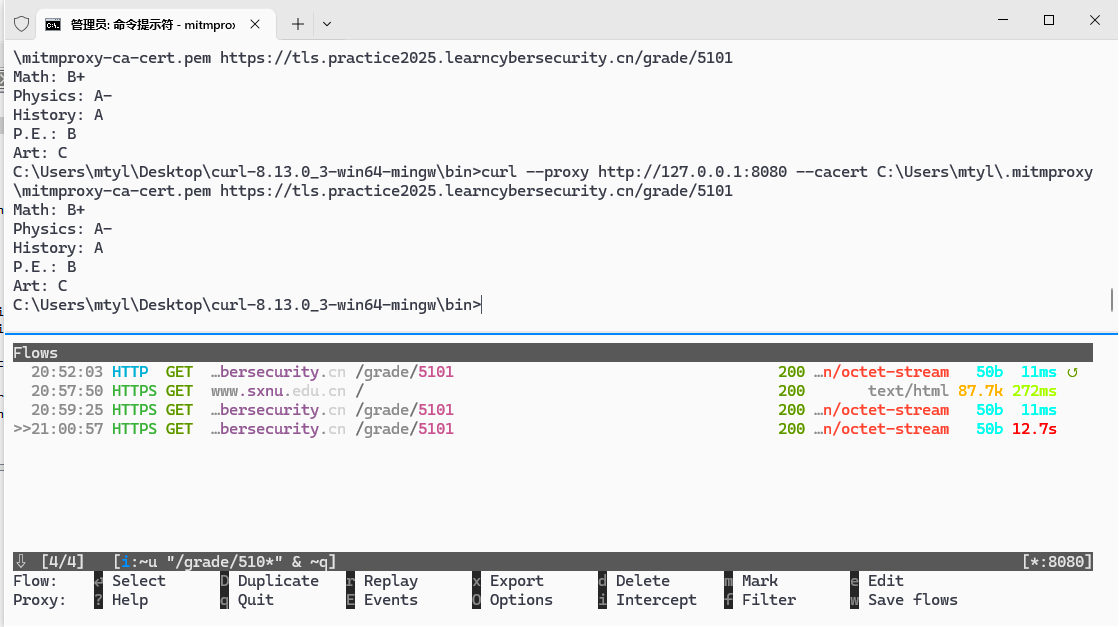 管理员: 命令提示符 - mitmpro
\mitmproxy-ca-cert.pem https://tls.practice2025.learncybersecurity.cn/grade/5101
Math: B+
Physics: A-
History: A
P.E.: B
Art: C
C:\Users\mtyl\Desktop\curl-8.13.0_3-win64-mingw\bin>curl --proxy http://127.0.0.1:8080 --cacert C:\Users\mtyl\.mitmproxy
\mitmproxy-ca-cert.pem https://tls.practice2025.learncybersecurity.cn/grade/5101
Math: B+
Physics: A-
History: A
P.E.: B
Art: C
C:\Users\mtyl\Desktop\curl-8.13.0_3-win64-mingw\bin>
Flows
20:52:03 HTTP GET …bersecurity.cn /grade/5101 200 …n/octet-stream 50b 11ms ↺
20:57:50 HTTPS GET www.sxnu.edu.cn / 200 text/html 87.7k 272ms
20:59:25 HTTPS GET …bersecurity.cn /grade/5101 200 …n/octet-stream 50b 11ms
>>21:00:57 HTTPS GET …bersecurity.cn /grade/5101 200 …n/octet-stream 50b 12.7s
⇩ [4/4] [i:~u "/grade/510*" & ~q] [*:8080]
Flow: ↵ Select D Duplicate r Replay x Export d Delete m Mark e Edit
Proxy: ? Help q Quit E Events O Options i Intercept f Filter w Save flows